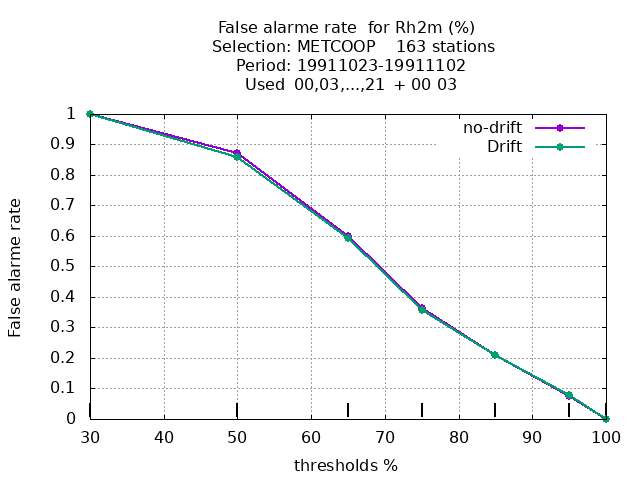 False alarme rate  for Rh2m (%)
Selection: METCOOP    163 stations
Period: 19911023-19911102
Used  00,03,...,21  + 00 03
no-drift
Drift
False alarme rate
1
0.9
0.8
0.7
0.6
0.5
0.4
0.3
0.2
0.1
0
30 40 50 60 70 80 90 100
thresholds %